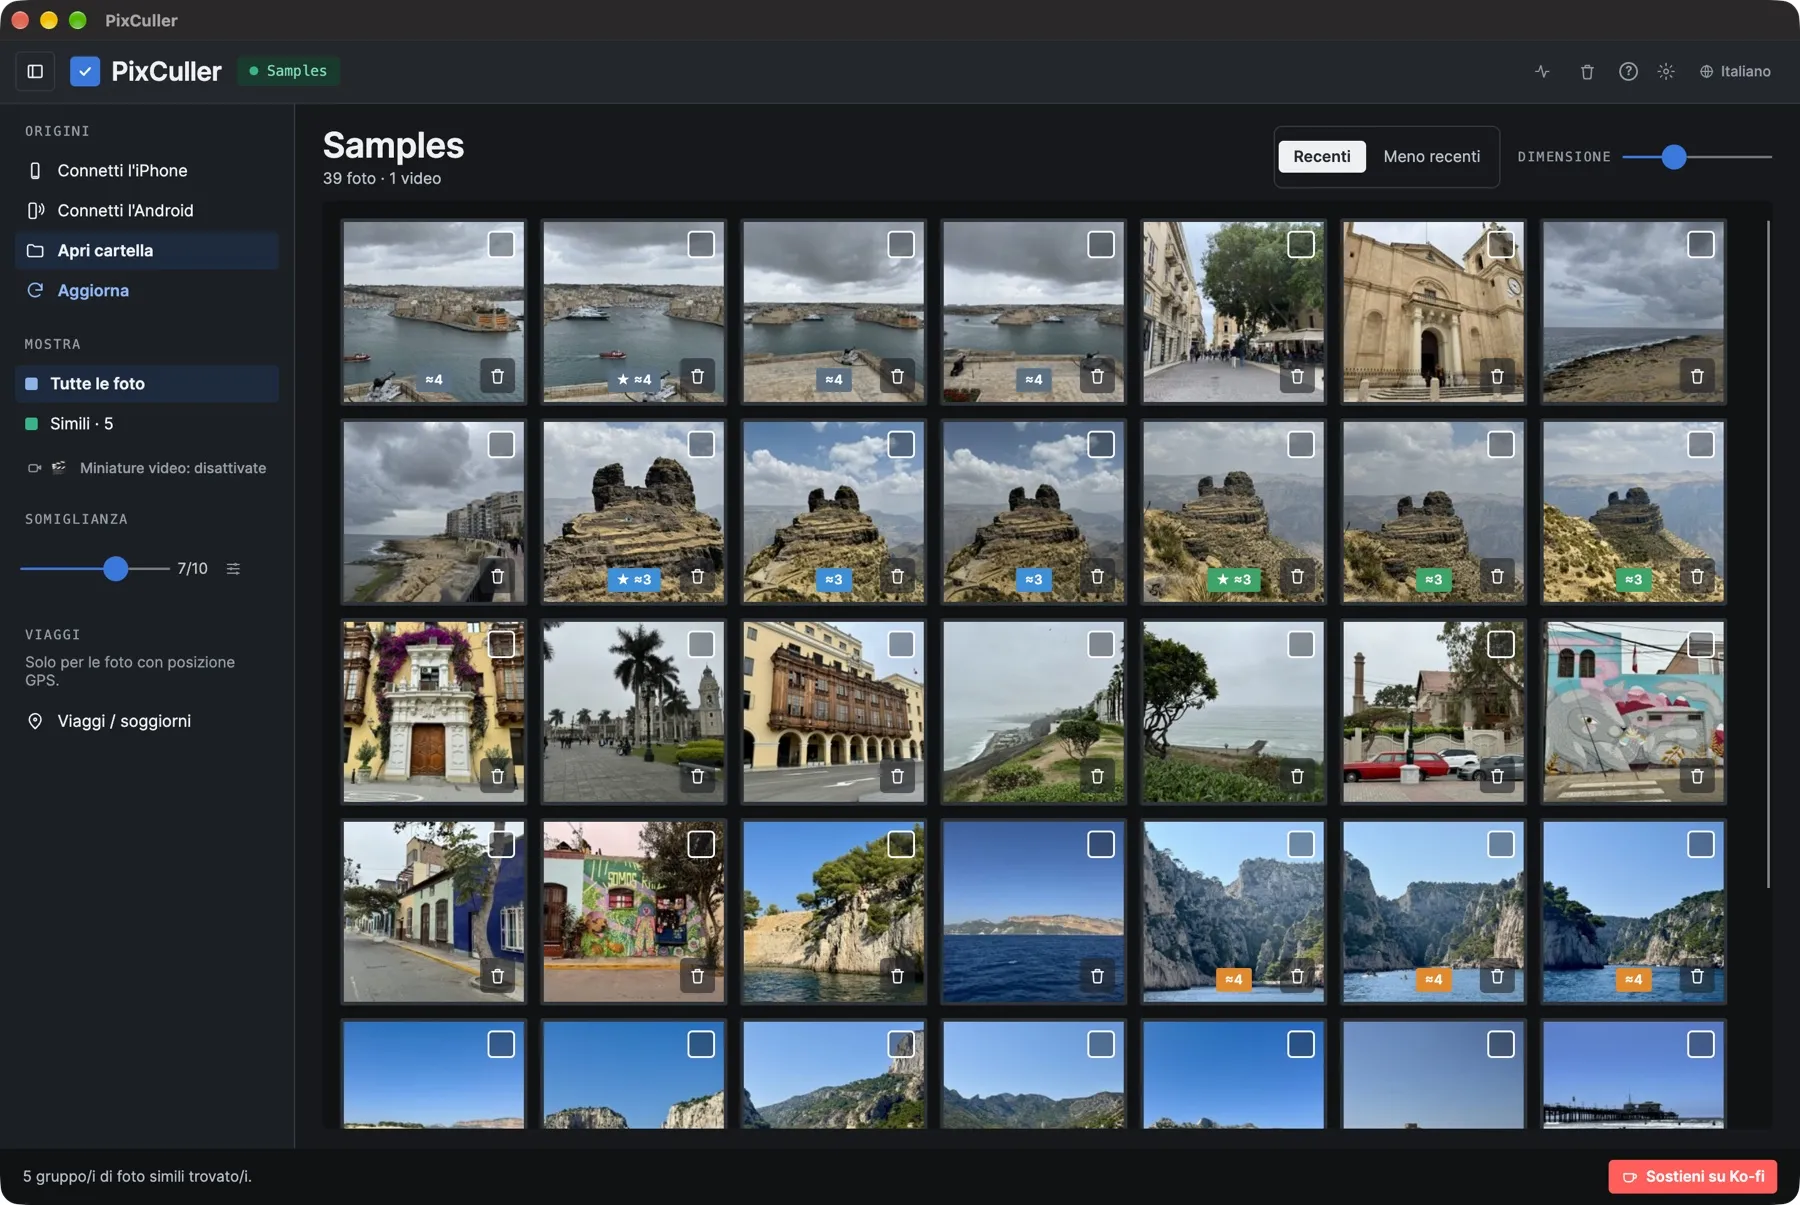 PixCuller
PixCuller
Samples
Italiano
ORIGINI
Connetti l'iPhone
Connetti l'Android
Apri cartella
Aggiorna
MOSTRA
Tutte le foto
Simili · 5
Miniature video: disattivate
SOMIGLIANZA
7/10
VIAGGI
Solo per le foto con posizione
GPS.
Viaggi / soggiorni
Samples
39 foto · 1 video
Recenti
Meno recenti
DIMENSIONE
≈4
★ ≈4
≈4
≈4
★ ≈3
≈3
≈3
★ ≈3
≈3
≈3
SOMOS
≈4
≈4
≈4
5 gruppo/i di foto simili trovato/i.
Sostieni su Ko-fi